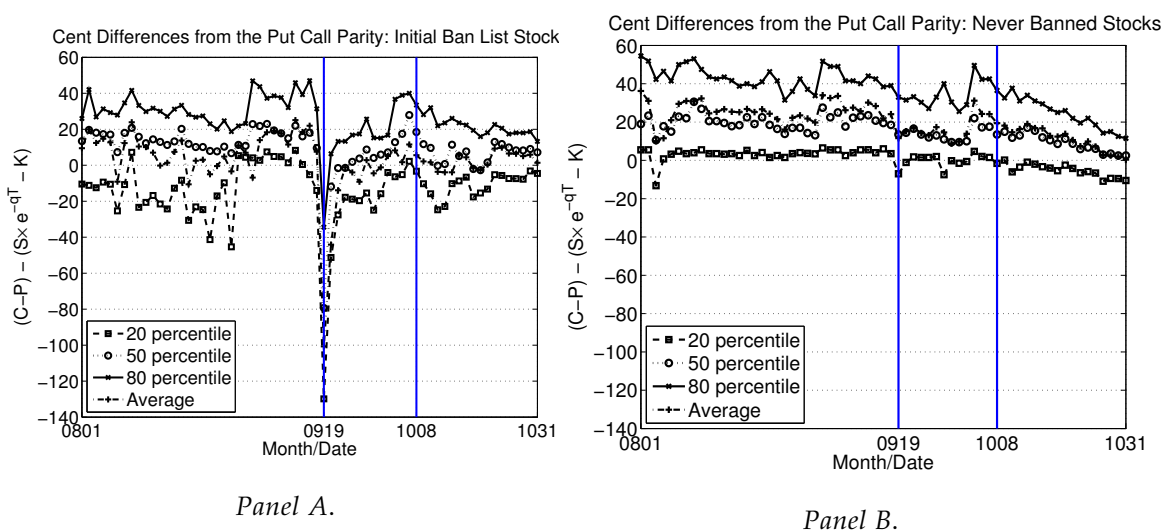 Cent Differences from the Put Call Parity: Initial Ban List Stock
(C−P) − (S× e^−qT − K)
60
40
20
0
−20
−40
−60
−80
−100
−120
−140
20 percentile
50 percentile
80 percentile
Average
0801
0919
1008
1031
Month/Date
Panel A.
Cent Differences from the Put Call Parity: Never Banned Stocks
(C−P) − (S× e^−qT − K)
60
40
20
0
−20
−40
−60
−80
−100
−120
−140
20 percentile
50 percentile
80 percentile
Average
0801
0919
1008
1031
Month/Date
Panel B.